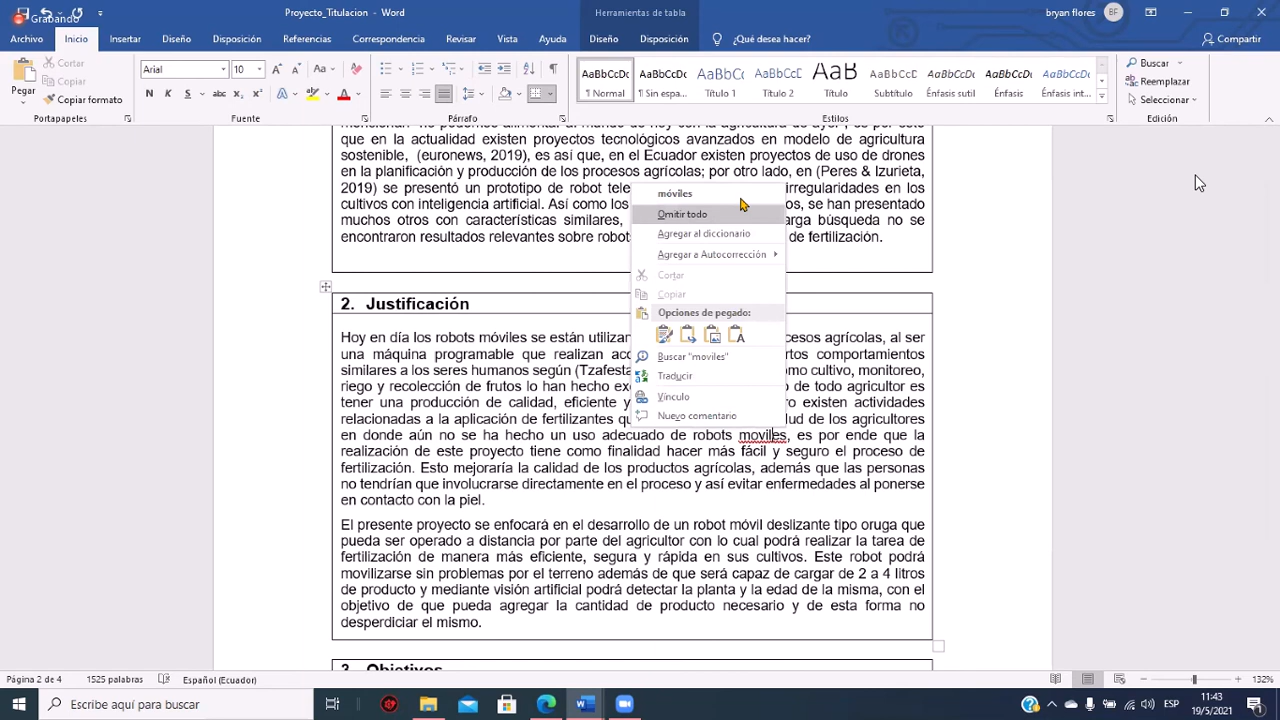 Grabando
Proyecto_Titulacion - Word
Herramientas de tabla
bryan flores
BF
Archivo
Inicio
Insertar
Diseño
Disposición
Referencias
Correspondencia
Revisar
Vista
Ayuda
Diseño
Disposición
¿Qué desea hacer?
Compartir
Pegar
Cortar
Copiar
Copiar formato
Portapapeles
Arial
10
N K S
Fuente
Párrafo
AaBbCcDc
¶ Normal
AaBbCcDc
¶ Sin espa...
AaBbCc
Título 1
AaBbCcD
Título 2
AaB
Título
AaBbCcD
Subtítulo
AaBbCcDc
Énfasis sutil
AaBbCcDc
Énfasis
AaBbCcDc
Énfasis int...
Estilos
Buscar
Reemplazar
Seleccionar
Edición
que en la actualidad existen proyectos tecnológicos avanzados en modelo de agricultura
sostenible, (euronews, 2019), es así que, en el Ecuador existen proyectos de uso de drones
en la planificación y producción de los procesos agrícolas; por otro lado, en (Peres & Izurieta,
2019) se presentó un prototipo de robot tele irregularidades en los
cultivos con inteligencia artificial. Así como los os, se han presentado
muchos otros con características similares, arga búsqueda no se
encontraron resultados relevantes sobre robots de fertilización.
móviles
Omitir todo
Agregar al diccionario
Agregar a Autocorrección
Cortar
Copiar
Opciones de pegado:
Buscar "moviles"
Traducir
Vínculo
Nuevo comentario
2. Justificación
Hoy en día los robots móviles se están utilizan cesos agrícolas, al ser
una máquina programable que realizan acc ertos comportamientos
similares a los seres humanos según (Tzafesta omo cultivo, monitoreo,
riego y recolección de frutos lo han hecho exc de todo agricultor es
tener una producción de calidad, eficiente y ro existen actividades
relacionadas a la aplicación de fertilizantes qu alud de los agricultores
en donde aún no se ha hecho un uso adecuado de robots moviles, es por ende que la
realización de este proyecto tiene como finalidad hacer más fácil y seguro el proceso de
fertilización. Esto mejoraría la calidad de los productos agrícolas, además que las personas
no tendrían que involucrarse directamente en el proceso y así evitar enfermedades al ponerse
en contacto con la piel.
El presente proyecto se enfocará en el desarrollo de un robot móvil deslizante tipo oruga que
pueda ser operado a distancia por parte del agricultor con lo cual podrá realizar la tarea de
fertilización de manera más eficiente, segura y rápida en sus cultivos. Este robot podrá
movilizarse sin problemas por el terreno además de que será capaz de cargar de 2 a 4 litros
de producto y mediante visión artificial podrá detectar la planta y la edad de la misma, con el
objetivo de que pueda agregar la cantidad de producto necesario y de esta forma no
desperdiciar el mismo.
3. Objetivos
Página 2 de 4
1525 palabras
Español (Ecuador)
132%
Escribe aquí para buscar
ESP
11:43
19/5/2021